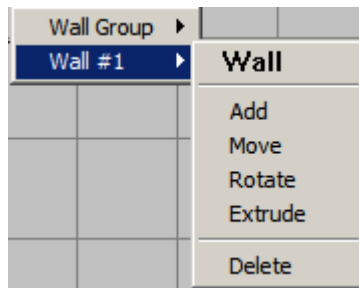 Wall Group
Wall #1
Wall
Add
Move
Rotate
Extrude
Delete